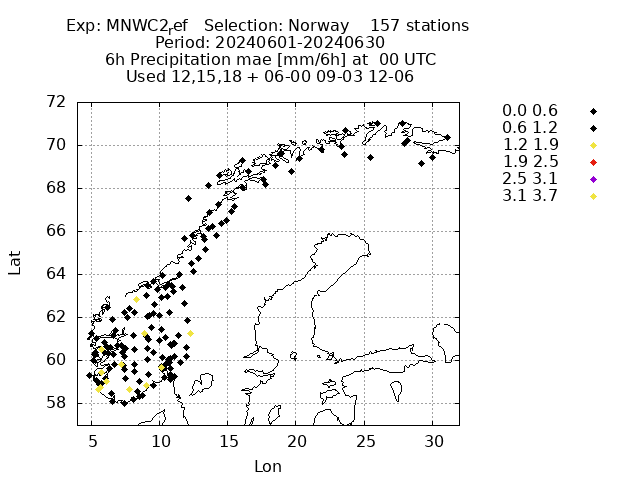 Exp: MNWC2ref   Selection: Norway    157 stations
Period: 20240601-20240630
6h Precipitation mae [mm/6h] at  00 UTC
Used 12,15,18 + 06-00 09-03 12-06
72
70
68
66
64
62
60
58
Lat
5 10 15 20 25 30
Lon
0.0 0.6
0.6 1.2
1.2 1.9
1.9 2.5
2.5 3.1
3.1 3.7